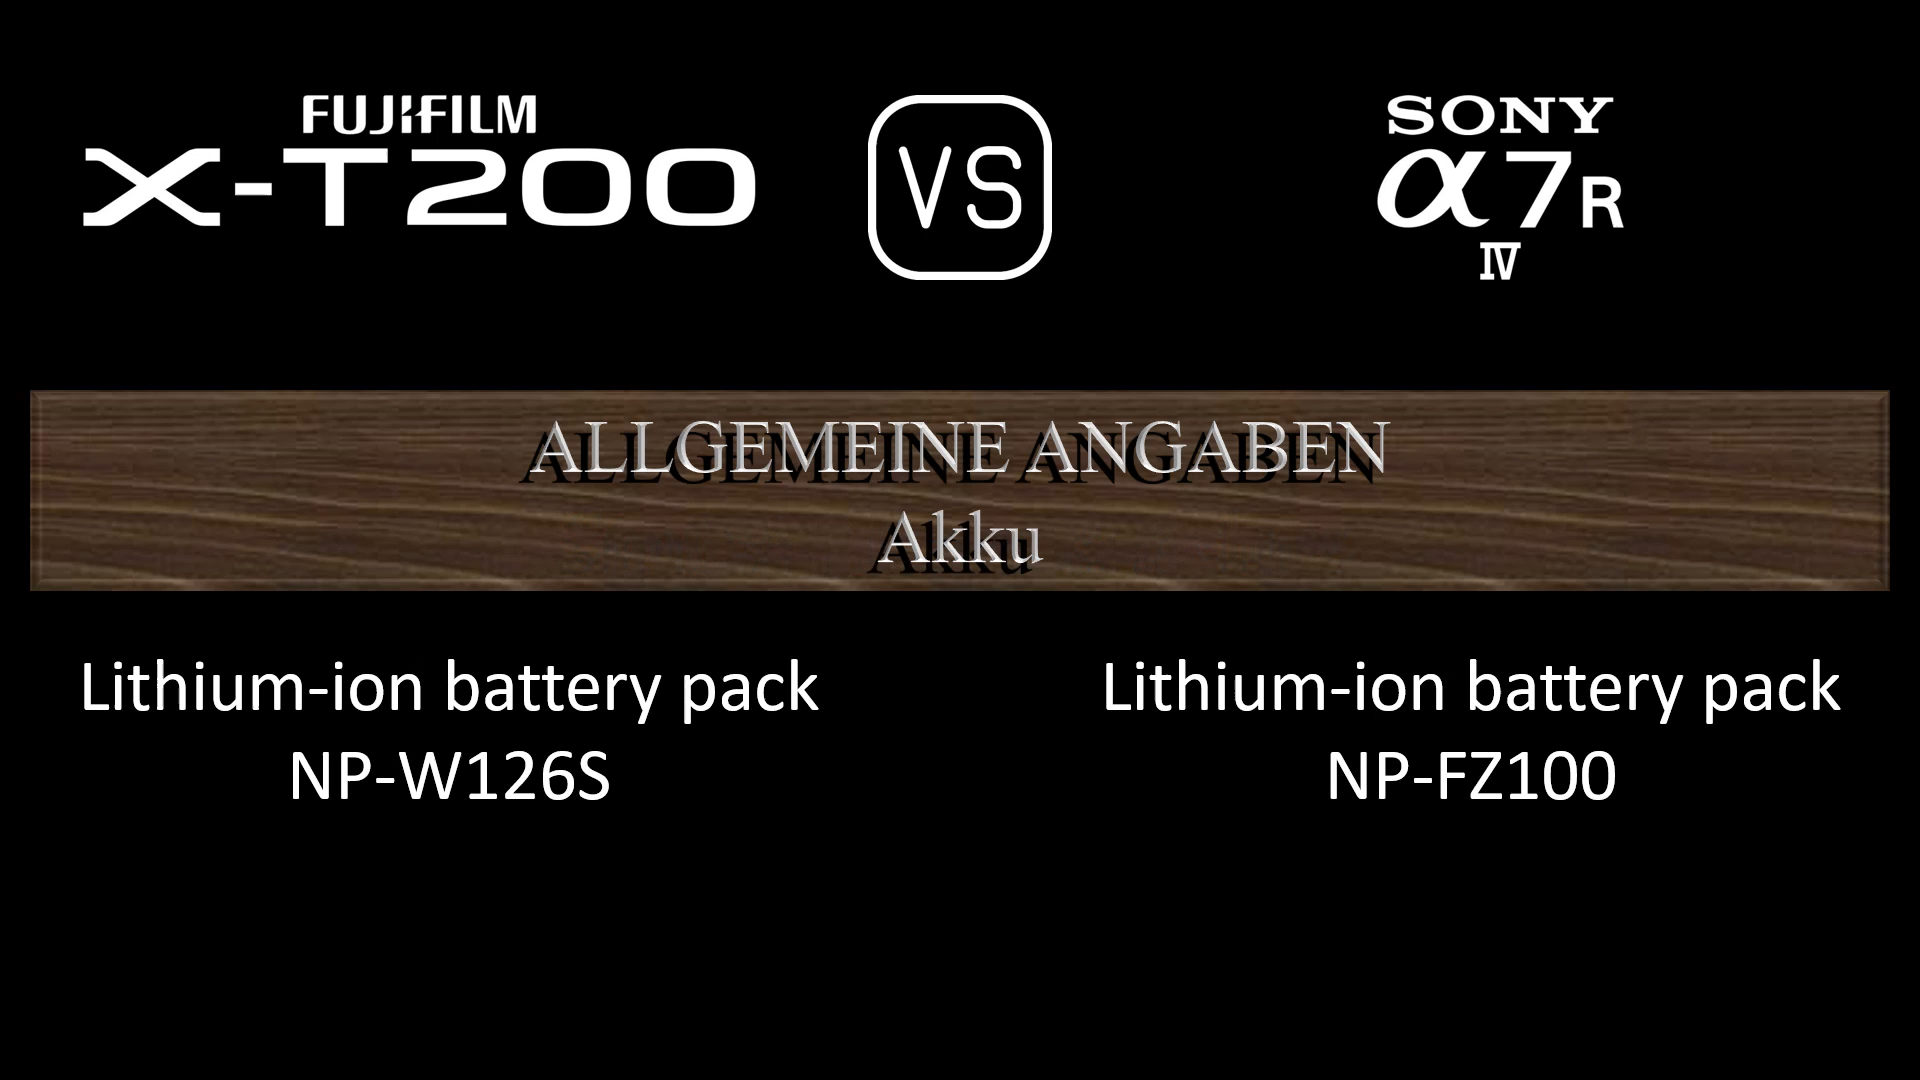 FUJIFILM
X-T200
VS
SONY
α7R
IV
ALLGEMEINE ANGABEN
Akku
Lithium-ion battery pack
NP-W126S
Lithium-ion battery pack
NP-FZ100